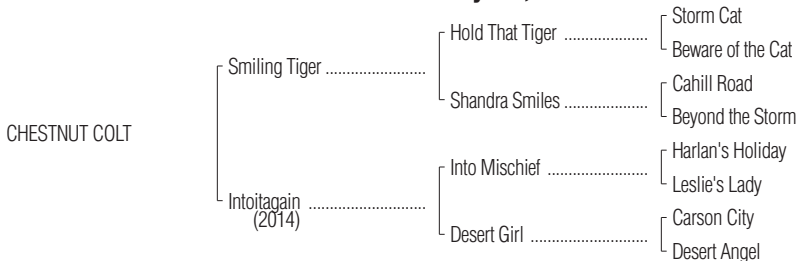 Storm Cat
Hold That Tiger
Beware of the Cat
Smiling Tiger
Cahill Road
Shandra Smiles
Beyond the Storm
CHESTNUT COLT
Harlan's Holiday
Into Mischief
Leslie's Lady
Intoitagain
(2014)
Carson City
Desert Girl
Desert Angel